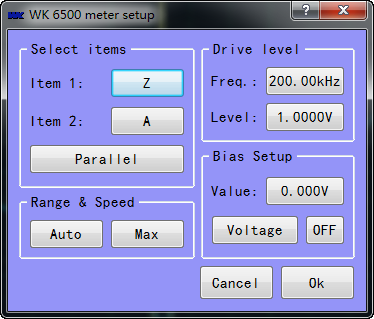 WK 6500 meter setup
Select items
Item 1: Z
Item 2: A
Parallel
Range & Speed
Auto Max
Drive level
Freq.: 200.00kHz
Level: 1.0000V
Bias Setup
Value: 0.000V
Voltage OFF
Cancel Ok